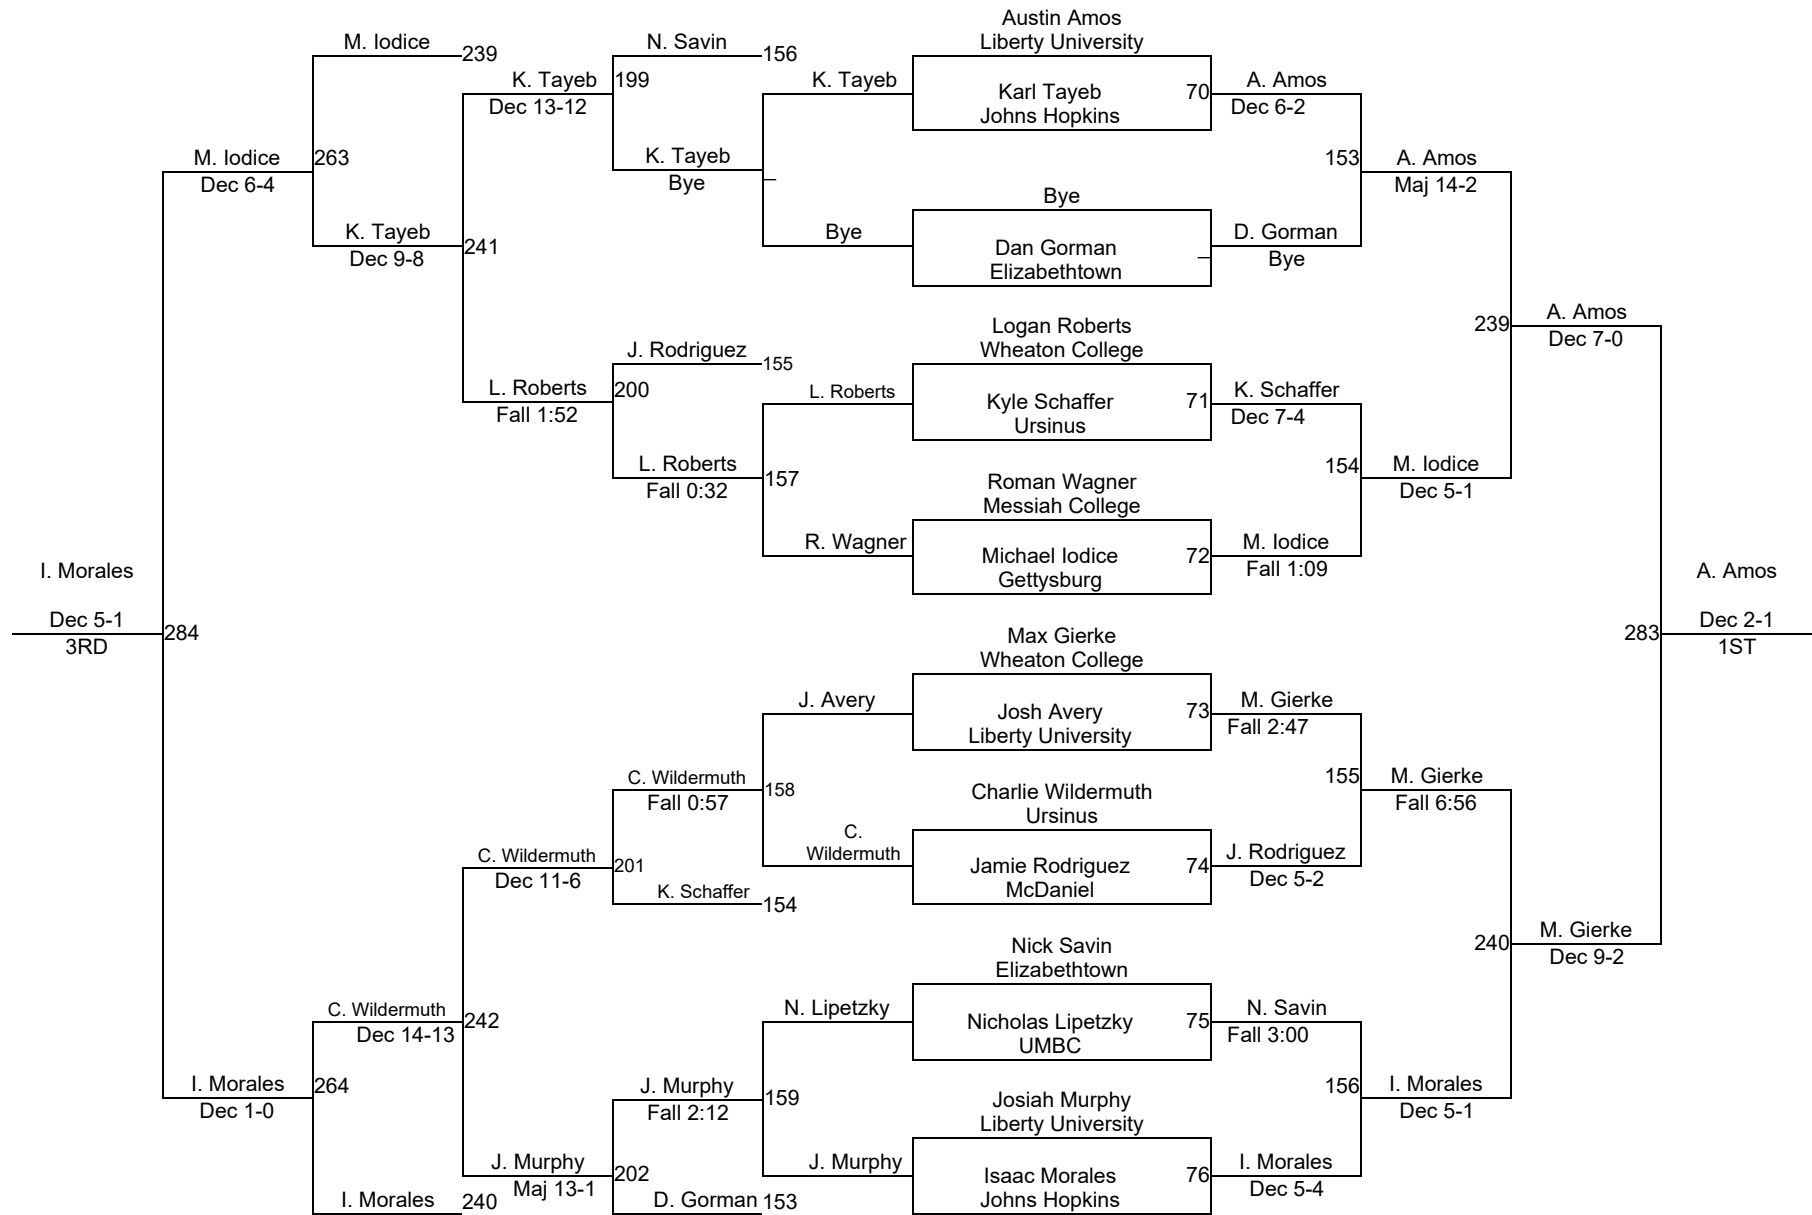 Austin Amos
Liberty University
M. Iodice
239
N. Savin
156
K. Tayeb
199
Dec 13-12
K. Tayeb
Karl Tayeb
Johns Hopkins
70
A. Amos
Dec 6-2
M. Iodice
263
Dec 6-4
K. Tayeb
Bye
_
153
A. Amos
Maj 14-2
Bye
K. Tayeb
241
Dec 9-8
Bye
Dan Gorman
Elizabethtown
_
D. Gorman
Bye
Logan Roberts
Wheaton College
239
A. Amos
Dec 7-0
J. Rodriguez
155
L. Roberts
200
Fall 1:52
L. Roberts
Kyle Schaffer
Ursinus
71
K. Schaffer
Dec 7-4
L. Roberts
157
Fall 0:32
Roman Wagner
Messiah College
154
M. Iodice
Dec 5-1
R. Wagner
Michael Iodice
Gettysburg
72
M. Iodice
Fall 1:09
I. Morales
Dec 5-1
284
3RD
A. Amos
283
Dec 2-1
1ST
Max Gierke
Wheaton College
J. Avery
Josh Avery
Liberty University
73
M. Gierke
Fall 2:47
C. Wildermuth
158
Fall 0:57
Charlie Wildermuth
Ursinus
155
M. Gierke
Fall 6:56
C. Wildermuth
201
Dec 11-6
K. Schaffer
154
C.
Wildermuth
Jamie Rodriguez
McDaniel
74
J. Rodriguez
Dec 5-2
Nick Savin
Elizabethtown
240
M. Gierke
Dec 9-2
C. Wildermuth
242
Dec 14-13
N. Lipetzky
Nicholas Lipetzky
UMBC
75
N. Savin
Fall 3:00
I. Morales
264
Dec 1-0
J. Murphy
159
Fall 2:12
Josiah Murphy
Liberty University
156
I. Morales
Dec 5-1
J. Murphy
202
Maj 13-1
J. Murphy
Isaac Morales
Johns Hopkins
76
I. Morales
Dec 5-4
I. Morales
240
D. Gorman
153